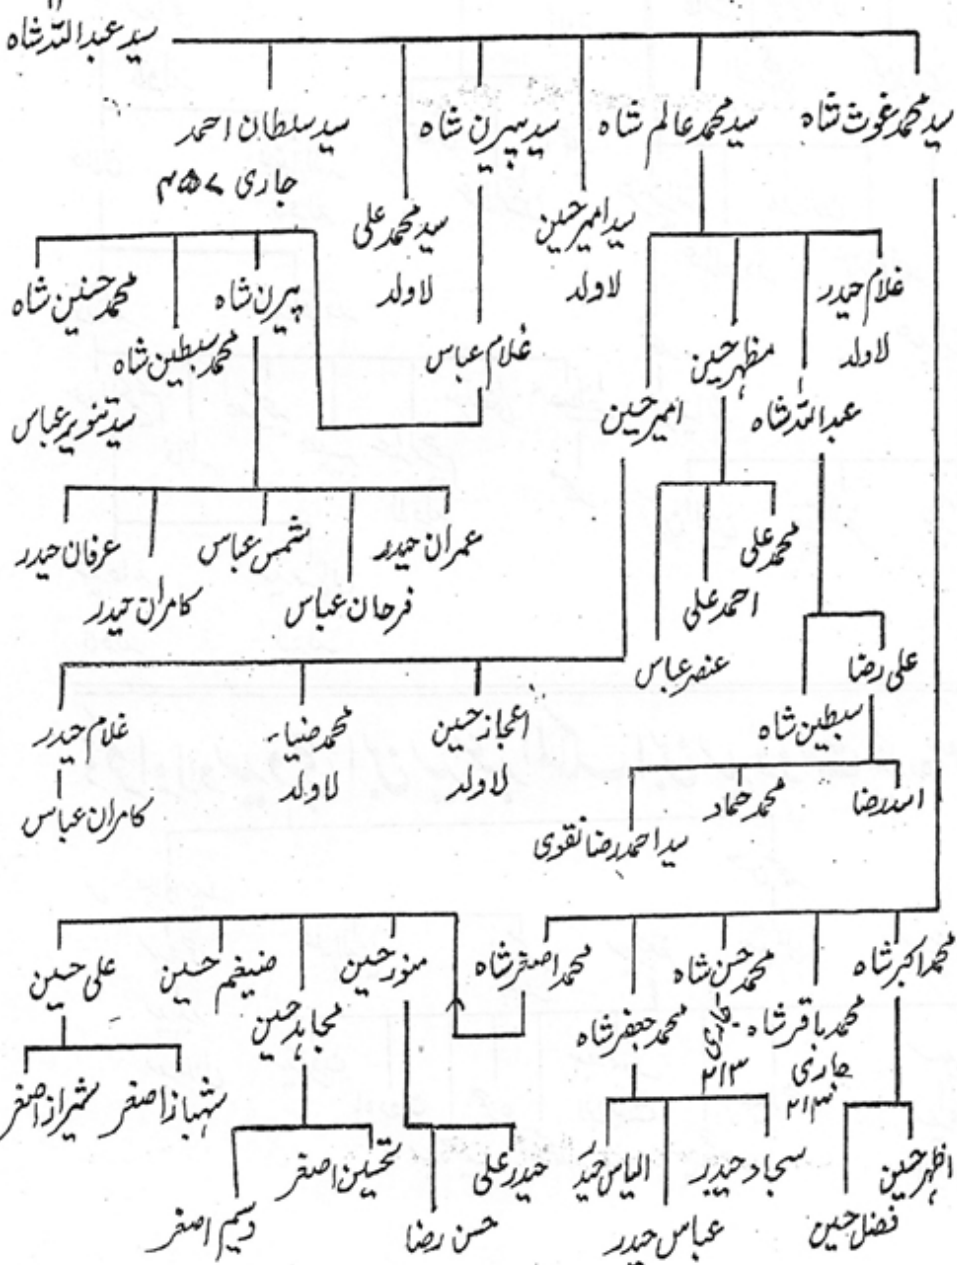 سید عبداللہ شاہ
سید محمد غوث شاہ
سید محمد عالم شاہ
سید امیر حسین
لاولد
سید پیرن شاہ
سید محمد علی
لاولد
سید سلطان احمد
جاری
غلام حیدر
لاولد
عبداللہ شاہ
مظہر حسین
امیر حسین
غلام عباس
پیرن شاہ
محمد سبطین شاہ
محمد حسنین شاہ
سید تنویر عباس
عمران حیدر
فرحان عباس
شمس عباس
کامران حیدر
عرفان حیدر
محمد علی
احمد علی
عنصر عباس
علی رضا
سبطین شاہ
اعجاز حسین
لاولد
محمد ضیاء
لاولد
غلام حیدر
کامران عباس
اسد رضا
محمد حماد
سید احمد رضا نقوی
محمد اکبر شاہ
محمد باقر شاہ
جاری
۲۱۳
محمد حسن شاہ
جاری
۲۱۳
محمد جعفر شاہ
محمد اصغر شاہ
منور حسین
مجاہد حسین
ضیغم حسین
علی حسین
اظہر حسین
فضل حسین
سجاد حیدر
عباس حیدر
الیاس حیدر
حیدر علی
حسن رضا
تحسین اصغر
وسیم اصغر
شہباز اصغر
شیراز اصغر